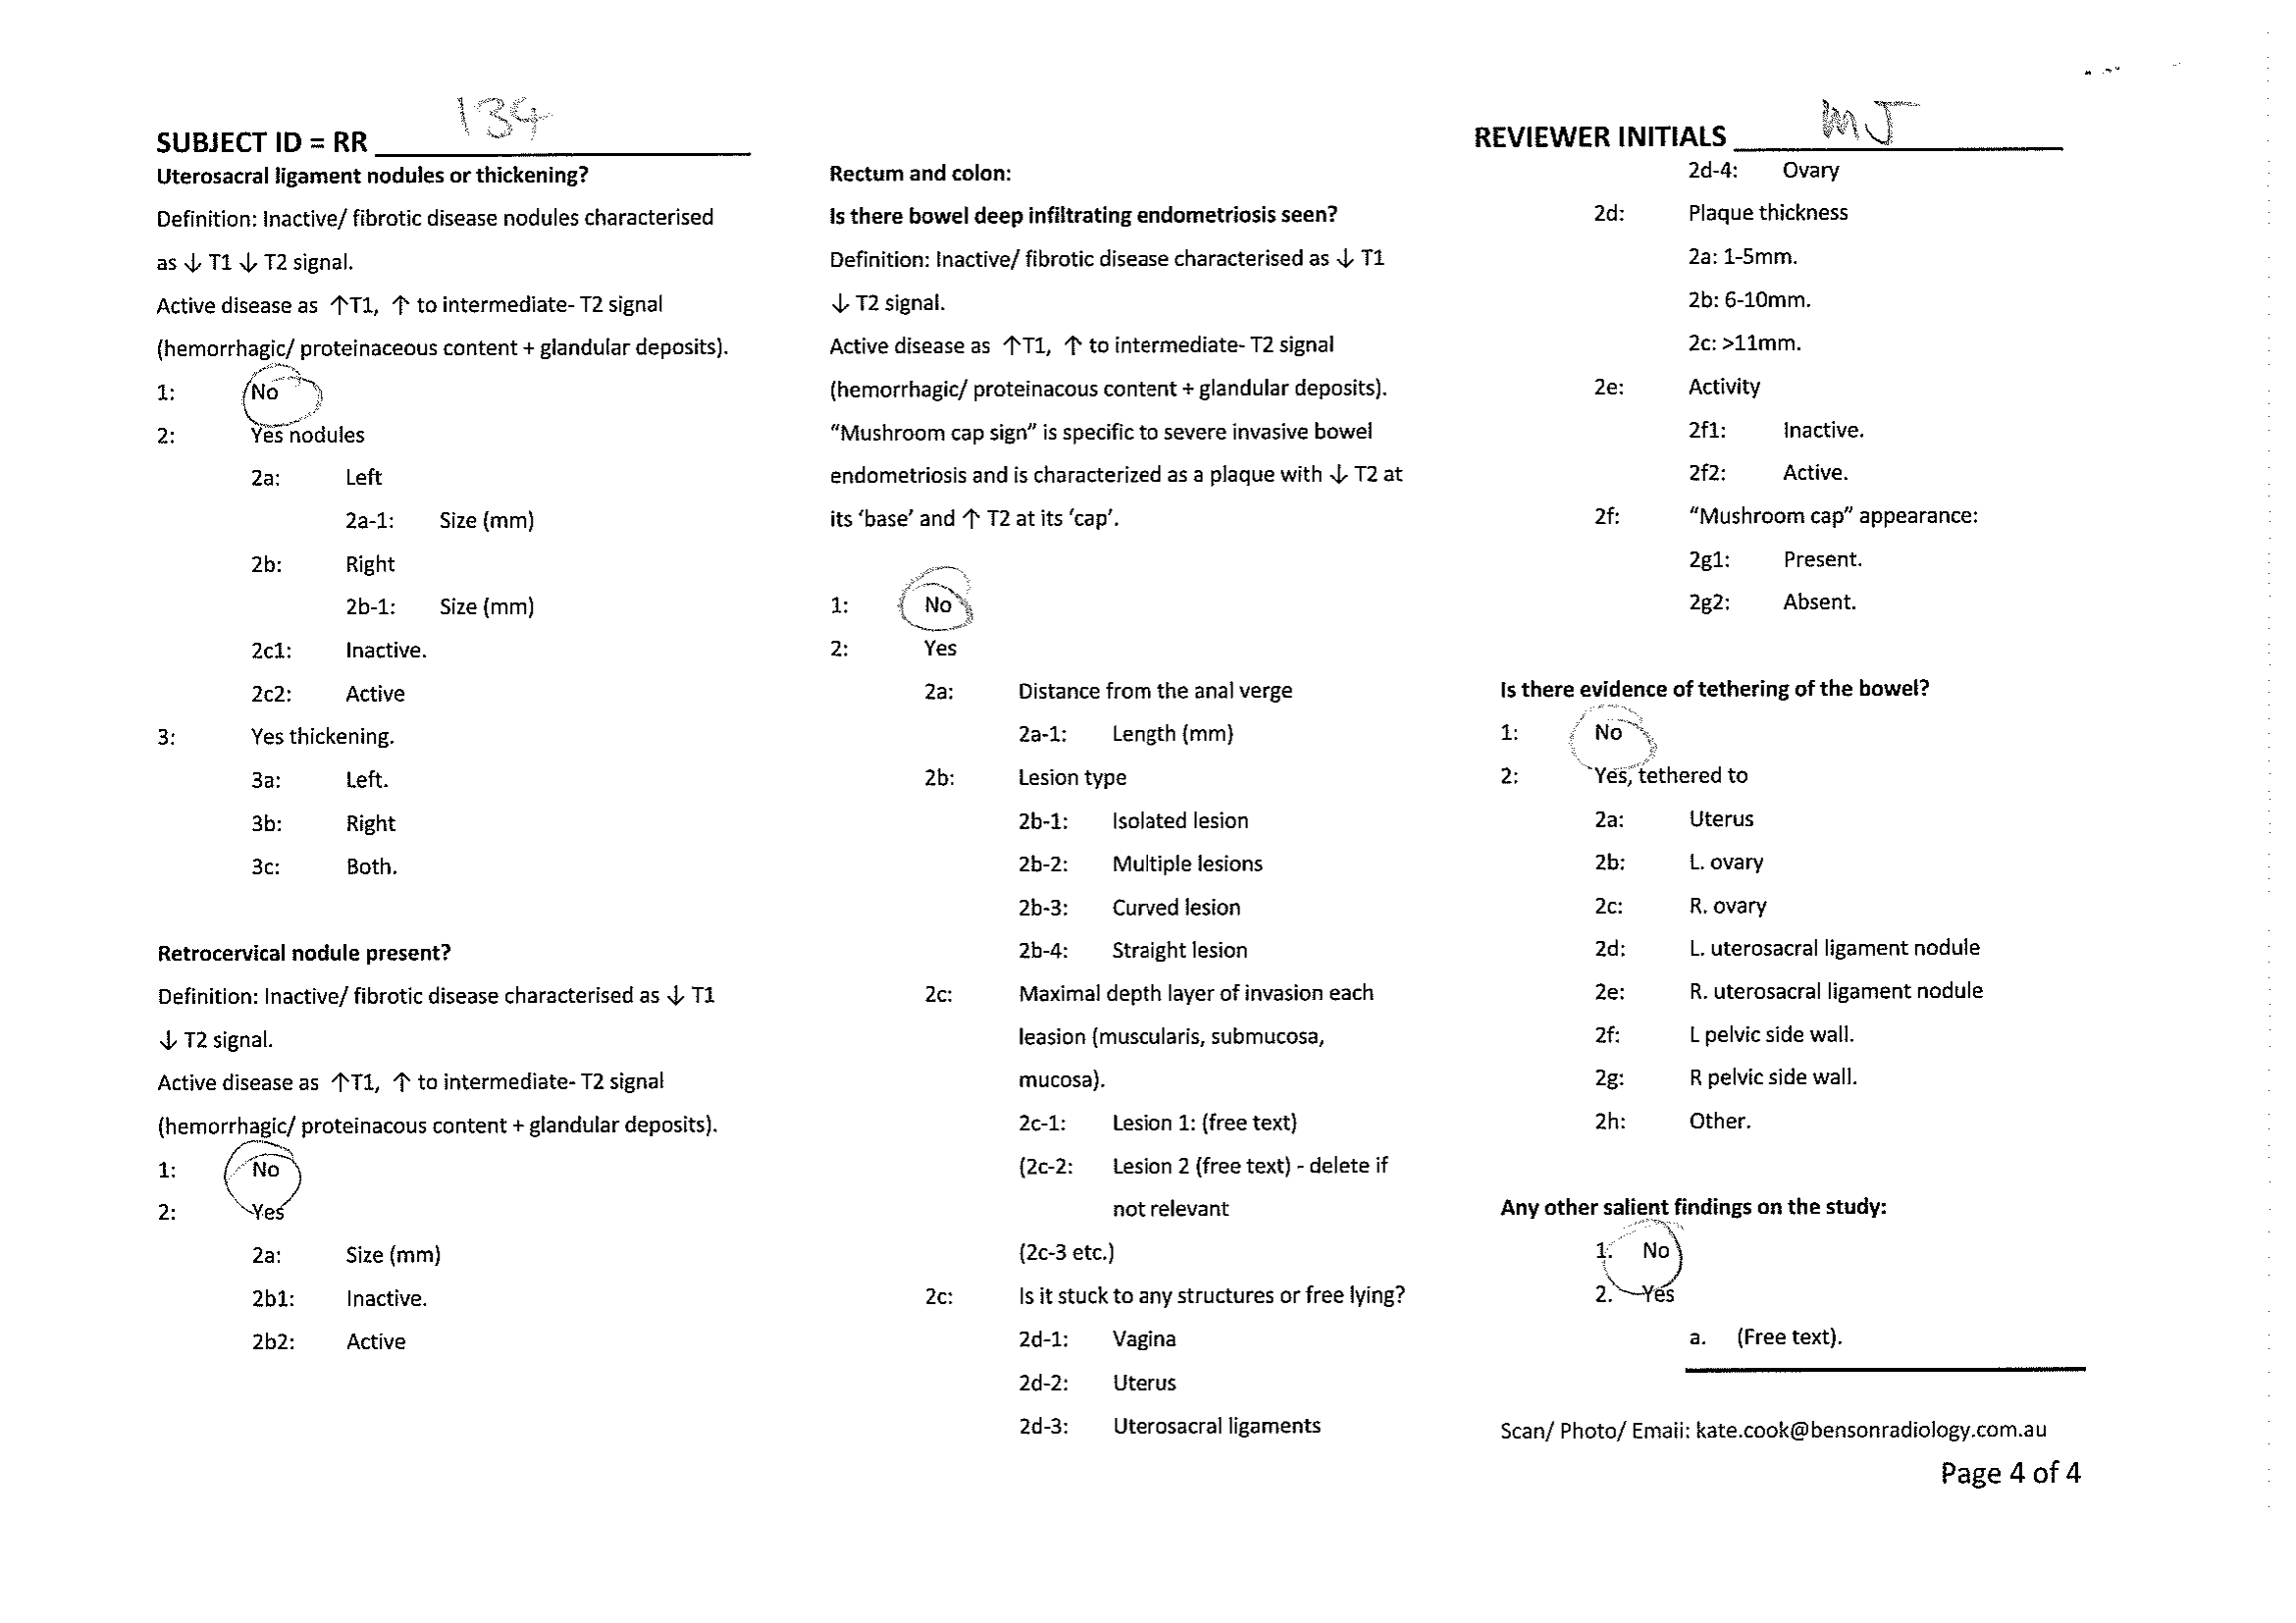 SUBJECT ID = RR 134
Uterosacral ligament nodules or thickening?
Definition: Inactive/ fibrotic disease nodules characterised
as ↓ T1 ↓ T2 signal.
Active disease as ↑T1, ↑ to intermediate- T2 signal
(hemorrhagic/ proteinaceous content + glandular deposits).
1: No
2: Yes nodules
2a: Left
2a-1: Size (mm)
2b: Right
2b-1: Size (mm)
2c1: Inactive.
2c2: Active
3: Yes thickening.
3a: Left.
3b: Right
3c: Both.
Retrocervical nodule present?
Definition: Inactive/ fibrotic disease characterised as ↓ T1
↓ T2 signal.
Active disease as ↑T1, ↑ to intermediate- T2 signal
(hemorrhagic/ proteinacous content + glandular deposits).
1: No
2: Yes
2a: Size (mm)
2b1: Inactive.
2b2: Active
Rectum and colon:
Is there bowel deep infiltrating endometriosis seen?
Definition: Inactive/ fibrotic disease characterised as ↓ T1
↓ T2 signal.
Active disease as ↑T1, ↑ to intermediate- T2 signal
(hemorrhagic/ proteinacous content + glandular deposits).
“Mushroom cap sign” is specific to severe invasive bowel
endometriosis and is characterized as a plaque with ↓ T2 at
its ‘base’ and ↑ T2 at its ‘cap’.
1: No
2: Yes
2a: Distance from the anal verge
2a-1: Length (mm)
2b: Lesion type
2b-1: Isolated lesion
2b-2: Multiple lesions
2b-3: Curved lesion
2b-4: Straight lesion
2c: Maximal depth layer of invasion each
leasion (muscularis, submucosa,
mucosa).
2c-1: Lesion 1: (free text)
(2c-2: Lesion 2 (free text) - delete if
not relevant
(2c-3 etc.)
2c: Is it stuck to any structures or free lying?
2d-1: Vagina
2d-2: Uterus
2d-3: Uterosacral ligaments
REVIEWER INITIALS MJ
2d-4: Ovary
2d: Plaque thickness
2a: 1-5mm.
2b: 6-10mm.
2c: >11mm.
2e: Activity
2f1: Inactive.
2f2: Active.
2f: “Mushroom cap” appearance:
2g1: Present.
2g2: Absent.
Is there evidence of tethering of the bowel?
1: No
2: Yes, tethered to
2a: Uterus
2b: L. ovary
2c: R. ovary
2d: L. uterosacral ligament nodule
2e: R. uterosacral ligament nodule
2f: L pelvic side wall.
2g: R pelvic side wall.
2h: Other.
Any other salient findings on the study:
1. No
2. Yes
a. (Free text).
Scan/ Photo/ Email: kate.cook@bensonradiology.com.au
Page 4 of 4